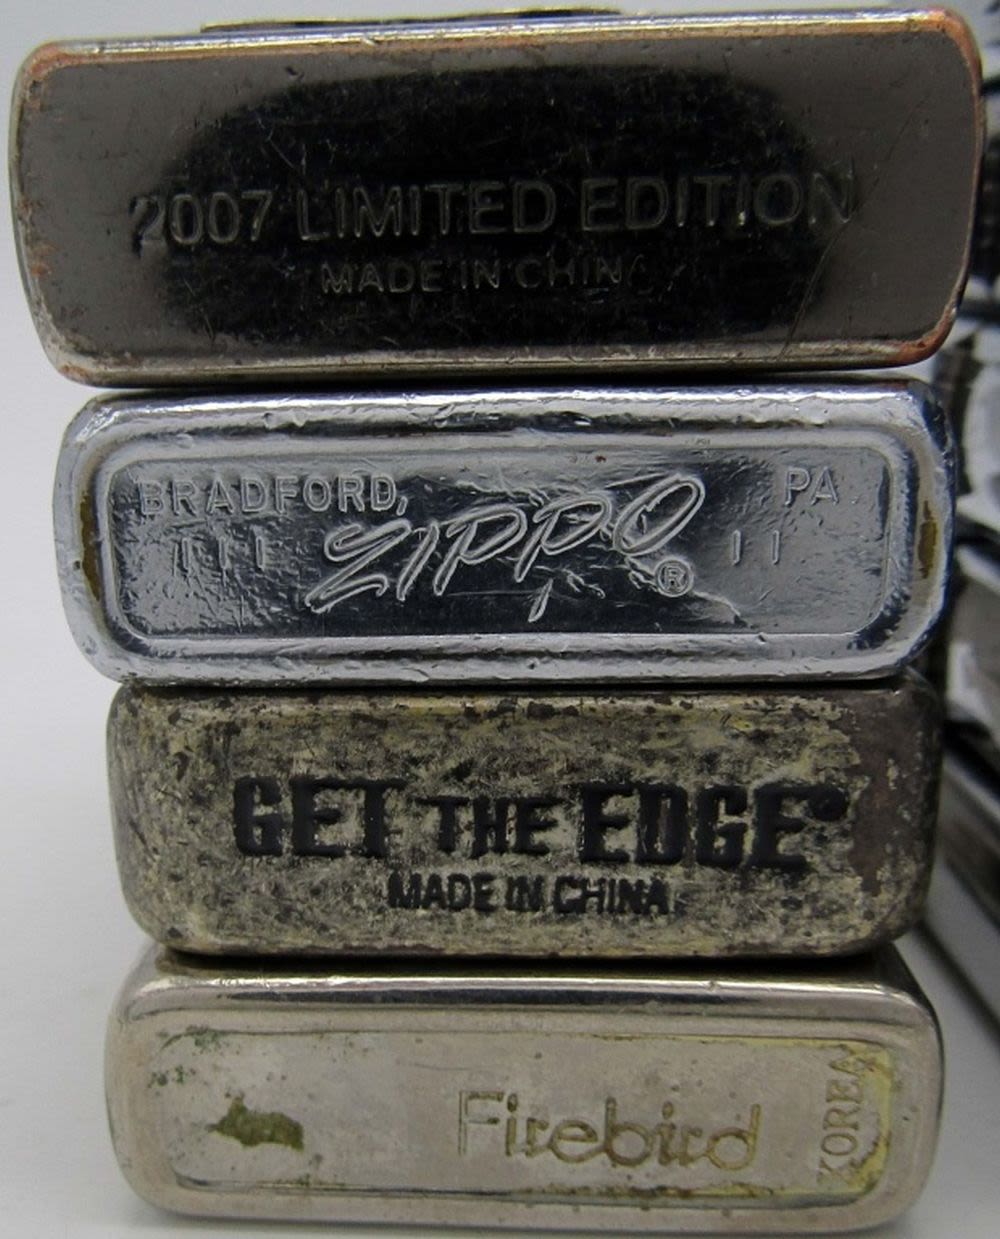 2007 LIMITED EDITION
MADE IN CHINA
BRADFORD, PA
ZIPPO ®
III II
GET THE EDGE
MADE IN CHINA
Firebird
KOREA